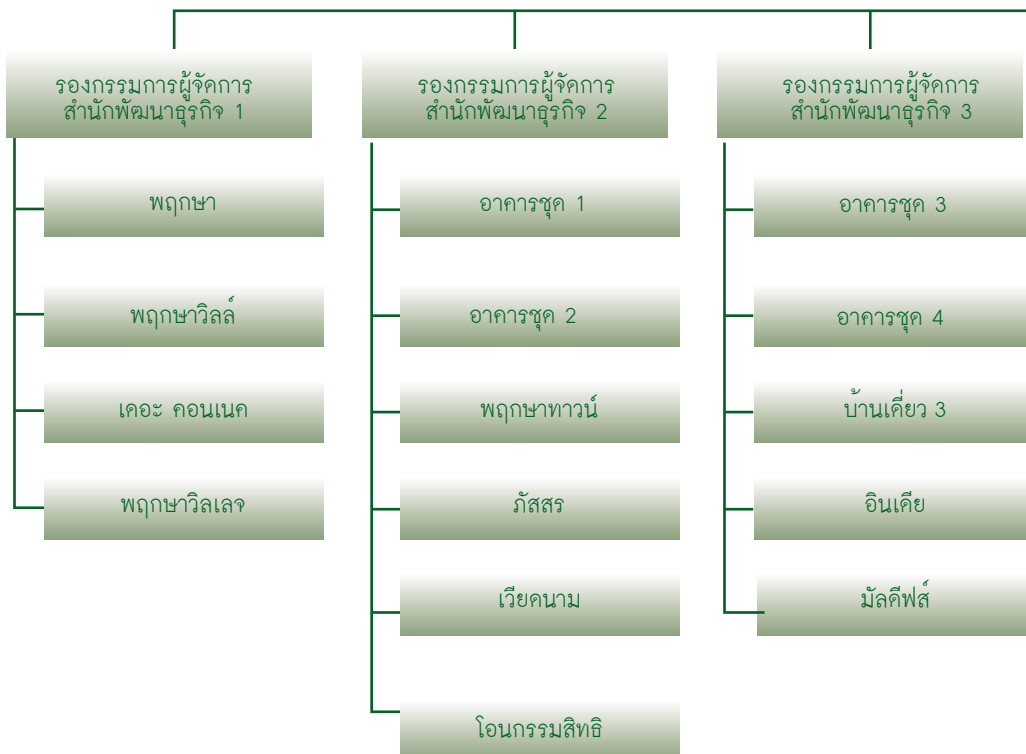 รองกรรมการผู้จัดการ
สำนักพัฒนาธุรกิจ 1
พฤกษา
พฤกษาวิลล์
เดอะ คอนเนค
พฤกษาวิลเลจ
รองกรรมการผู้จัดการ
สำนักพัฒนาธุรกิจ 2
อาคารชุด 1
อาคารชุด 2
พฤกษาทาวน์
ภัสสร
เวียดนาม
โอนกรรมสิทธิ
รองกรรมการผู้จัดการ
สำนักพัฒนาธุรกิจ 3
อาคารชุด 3
อาคารชุด 4
บ้านเดี่ยว 3
อินเดีย
มัลดีฟส์